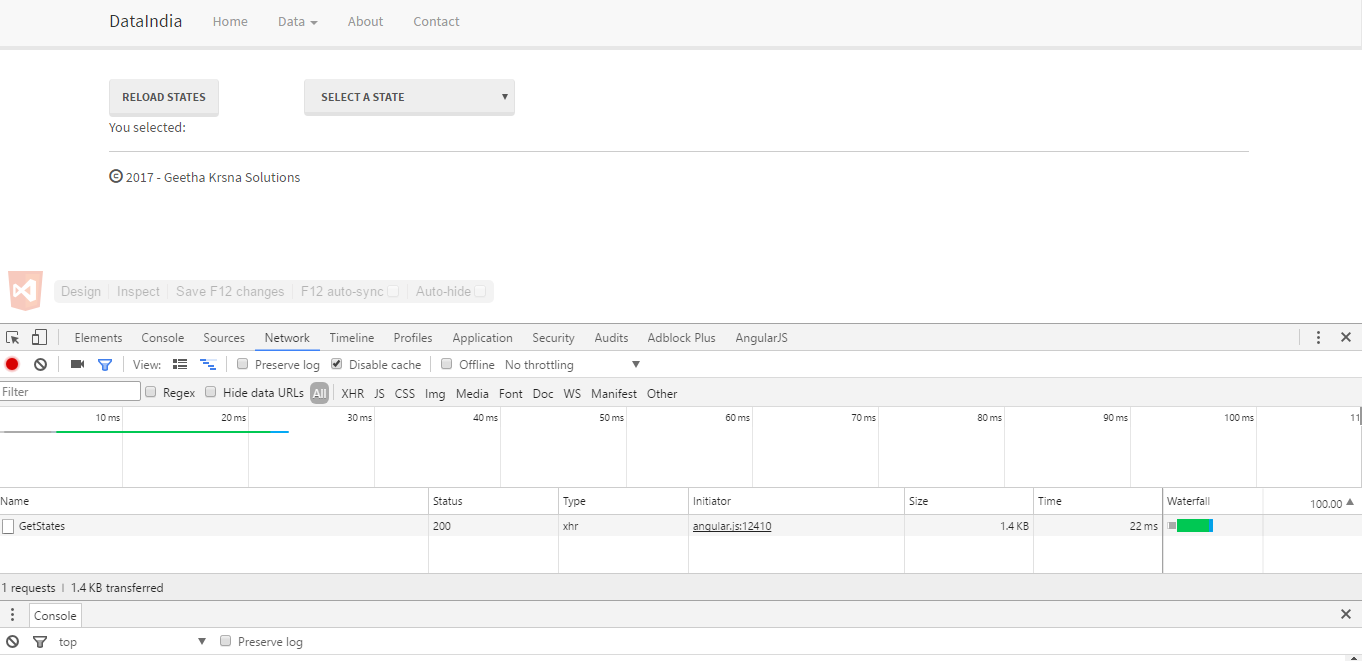 DataIndia Home Data About Contact
RELOAD STATES SELECT A STATE
You selected:
© 2017 - Geetha Krsna Solutions
Design Inspect Save F12 changes F12 auto-sync Auto-hide
Elements Console Sources Network Timeline Profiles Application Security Audits Adblock Plus AngularJS
View: Preserve log Disable cache Offline No throttling
Filter Regex Hide data URLs All XHR JS CSS Img Media Font Doc WS Manifest Other
10 ms 20 ms 30 ms 40 ms 50 ms 60 ms 70 ms 80 ms 90 ms 100 ms 11
Name Status Type Initiator Size Time Waterfall 100.00
GetStates 200 xhr angular.js:12410 1.4 KB 22 ms
1 requests | 1.4 KB transferred
Console
top Preserve log